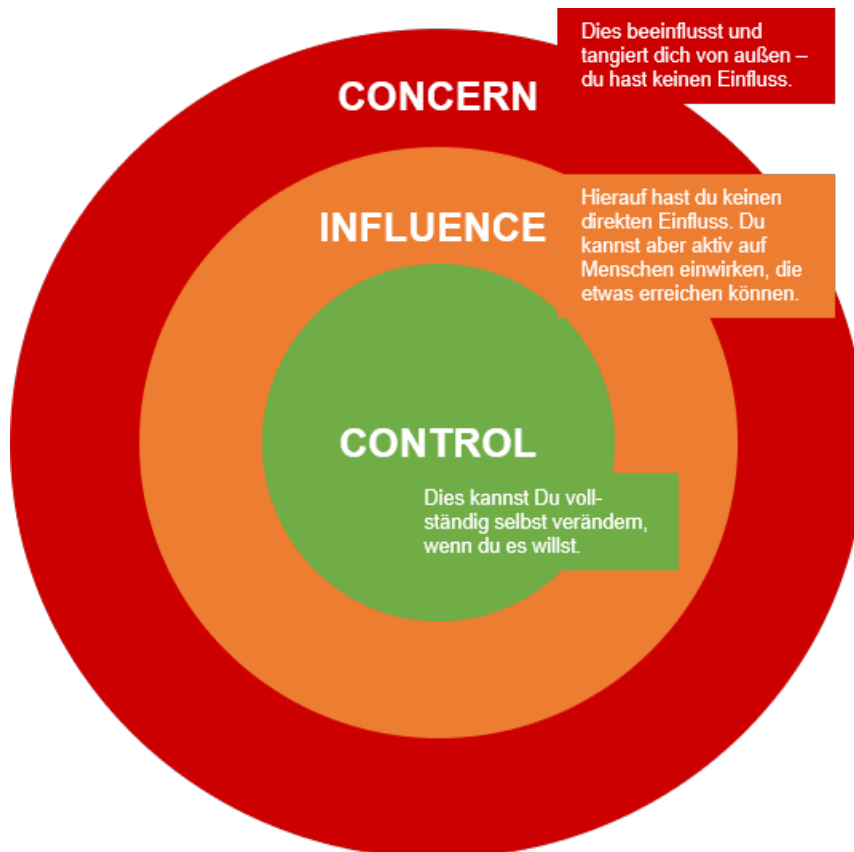 Dies beeinflusst und
tangiert dich von außen –
du hast keinen Einfluss.
CONCERN
Hierauf hast du keinen
direkten Einfluss. Du
kannst aber aktiv auf
Menschen einwirken, die
etwas erreichen können.
INFLUENCE
CONTROL
Dies kannst Du voll-
ständig selbst verändern,
wenn du es willst.